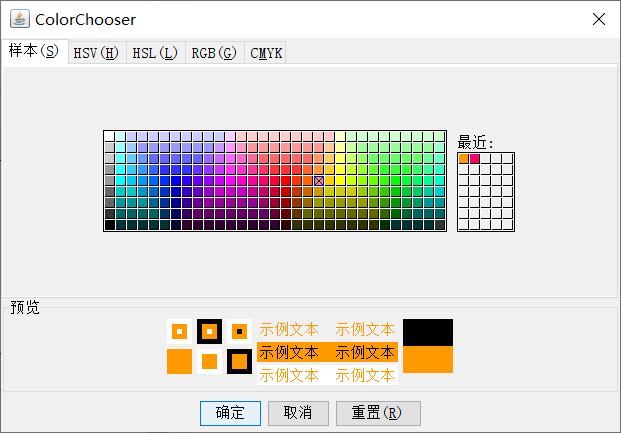 ColorChooser
样本(S) HSV(H) HSL(L) RGB(G) CMYK
最近:
预览
示例文本 示例文本
示例文本 示例文本
示例文本 示例文本
确定 取消 重置(R)